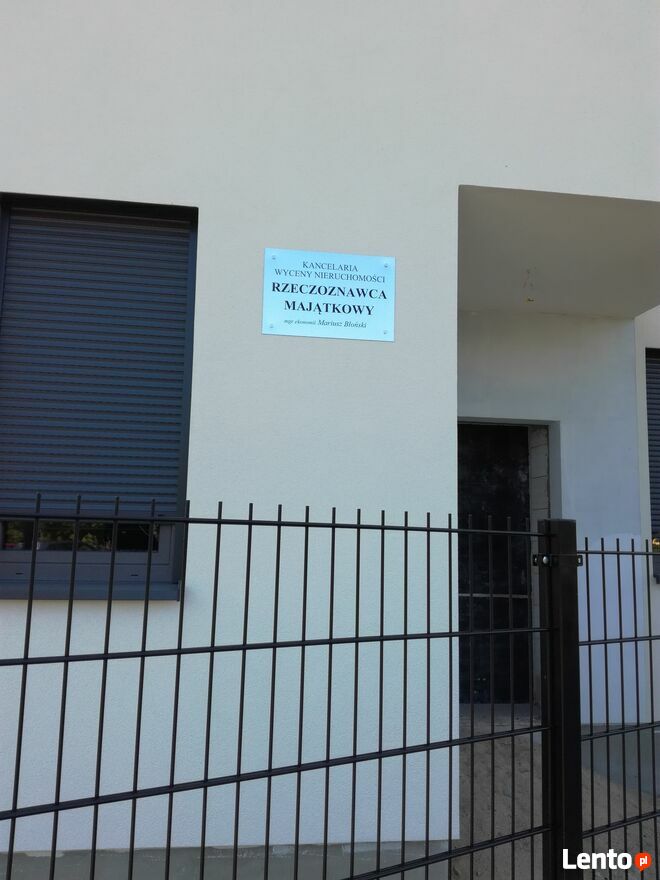 KANCELARIA
WYCENY NIERUCHOMOŚCI
RZECZOZNAWCA
MAJĄTKOWY
mgr ekonomii Mariusz Błoński
Lento.pl